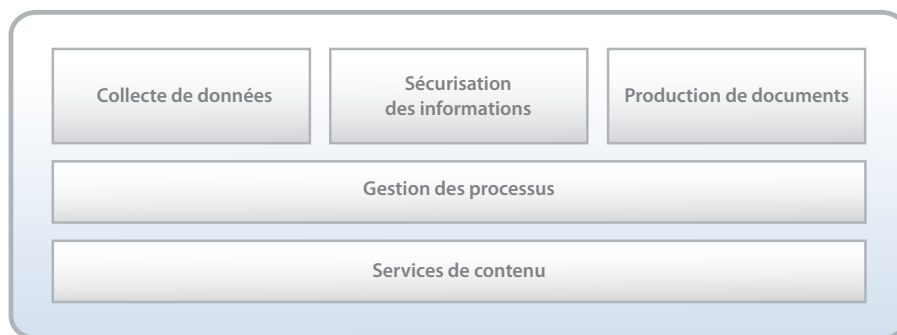 Collecte de données
Sécurisation
des informations
Production de documents
Gestion des processus
Services de contenu